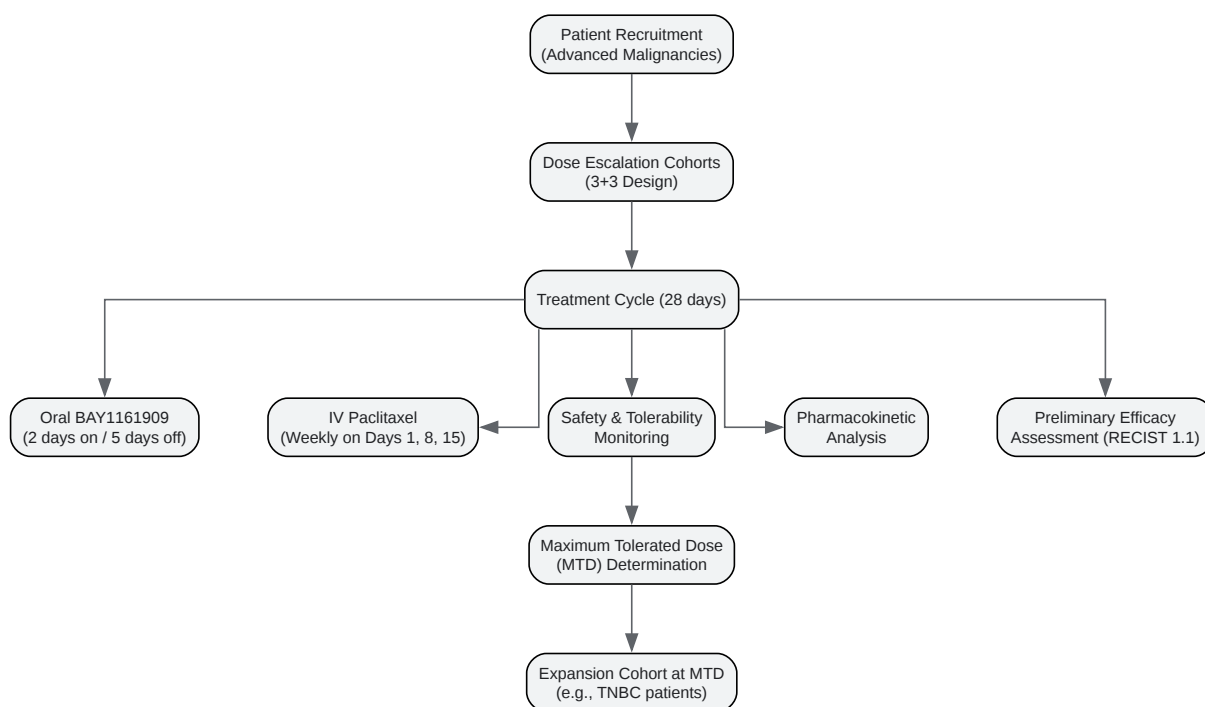 Patient Recruitment
(Advanced Malignancies)
Dose Escalation Cohorts
(3+3 Design)
Treatment Cycle (28 days)
Oral BAY1161909
(2 days on / 5 days off)
IV Paclitaxel
(Weekly on Days 1, 8, 15)
Safety & Tolerability
Monitoring
Pharmacokinetic
Analysis
Preliminary Efficacy
Assessment (RECIST 1.1)
Maximum Tolerated Dose
(MTD) Determination
Expansion Cohort at MTD
(e.g., TNBC patients)